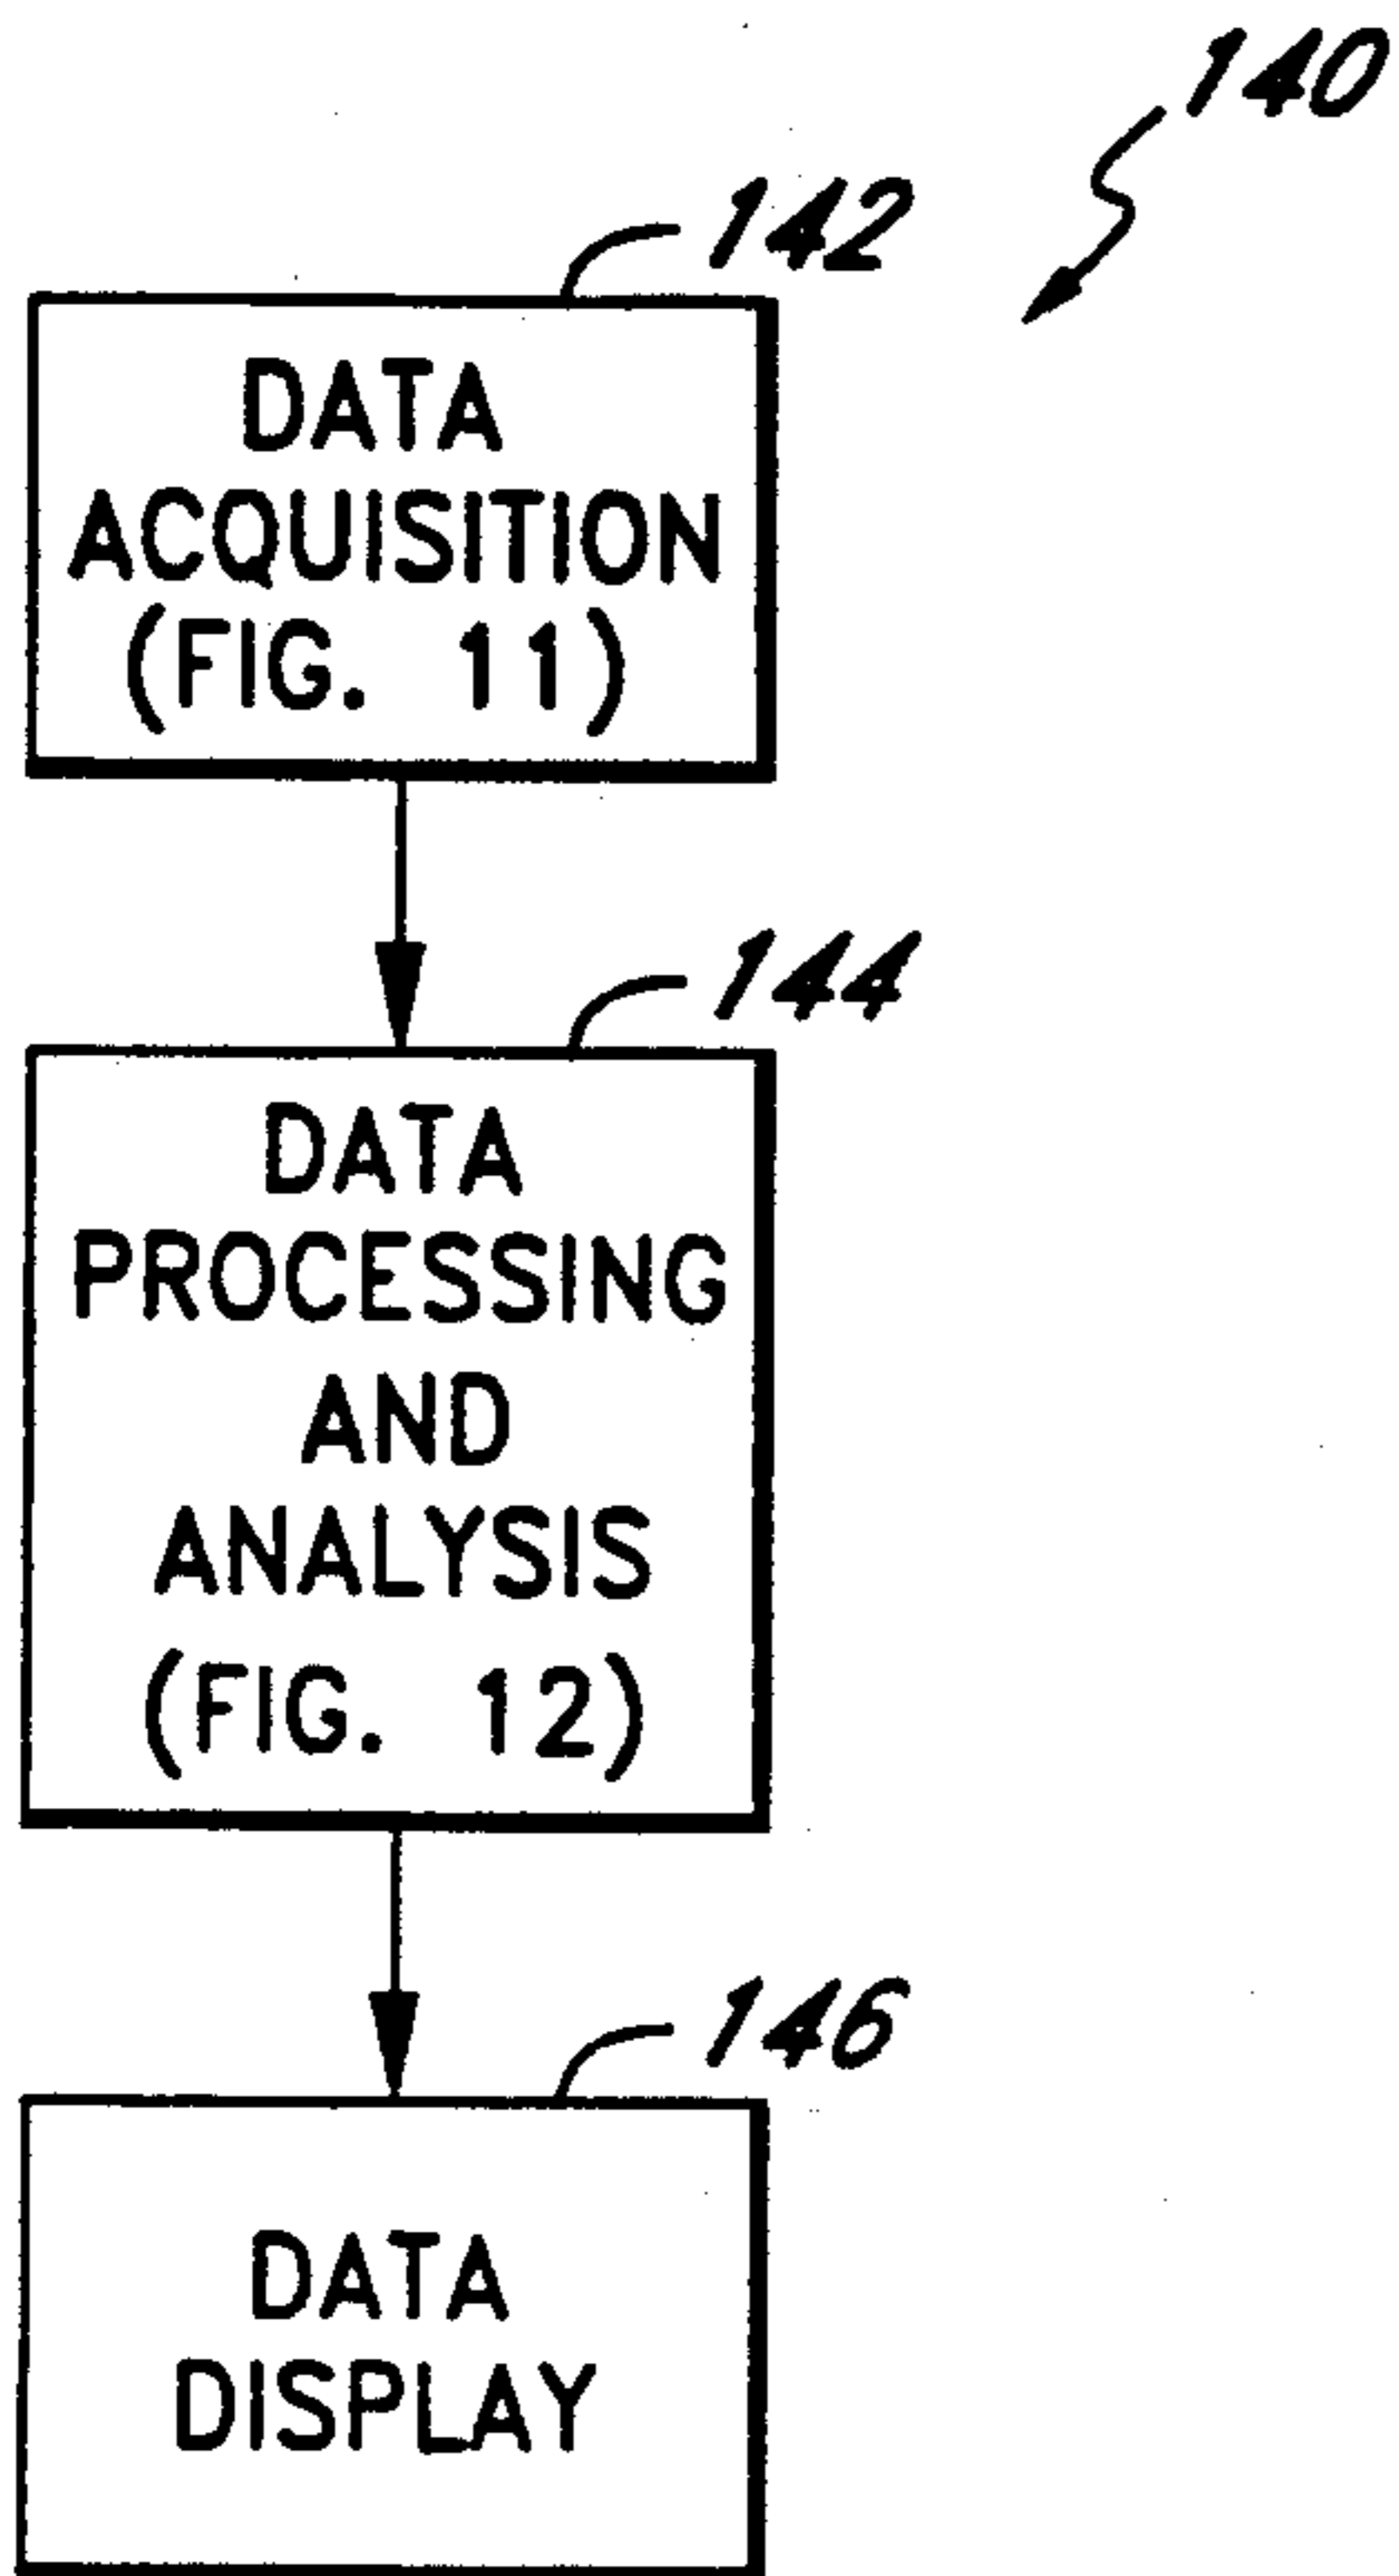 140
142
DATA
ACQUISITION
(FIG. 11)
144
DATA
PROCESSING
AND
ANALYSIS
(FIG. 12)
146
DATA
DISPLAY